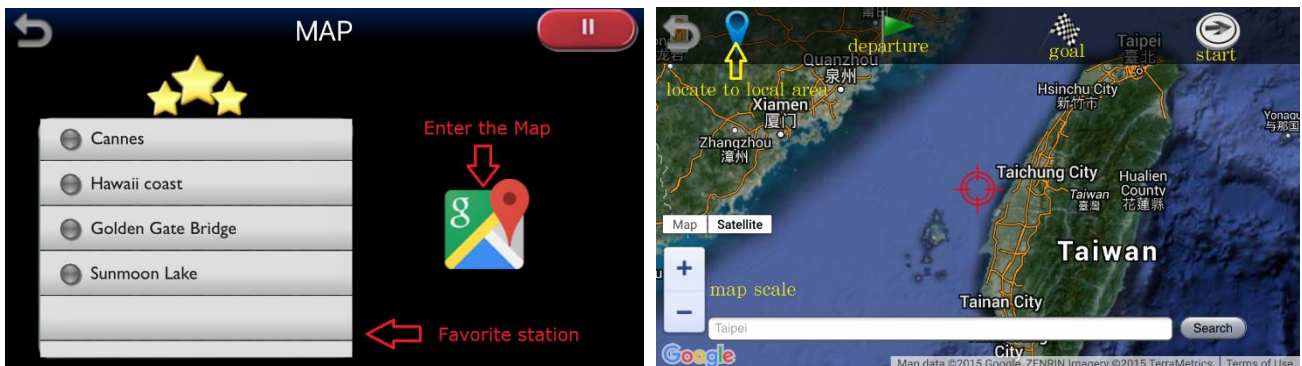 MAP
Cannes
Hawaii coast
Golden Gate Bridge
Sunmoon Lake
Enter the Map
g
Favorite station
departure
goal
start
Taipei
臺北
Quanzhou
泉州
locate to local area
Xiamen
厦门
Hsinchu City
新竹市
Zhangzhou
漳州
Taichung City
Hualien
County
花蓮縣
Taiwan
臺灣
Map
Satellite
Taiwan
+
map scale
−
Tainan City
Taipei
Search
Google
City
Map data ©2015 Google, ZENRIN Imagery ©2015 TerraMetrics
Terms of Use